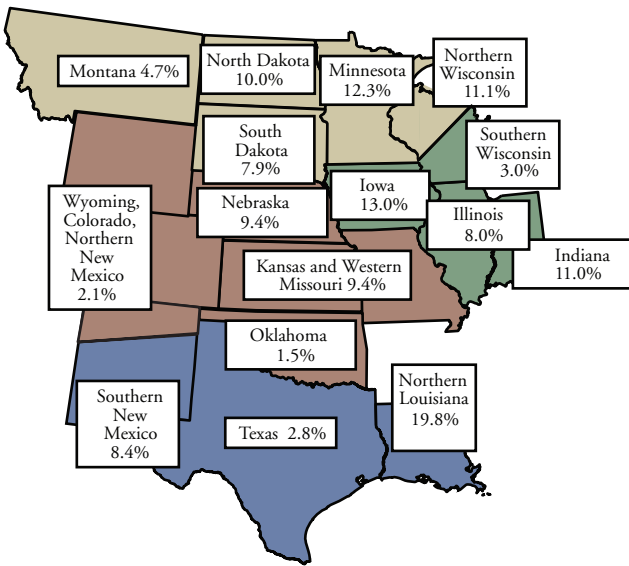 Montana 4.7%
North Dakota
10.0%
Minnesota
12.3%
Northern
Wisconsin
11.1%
South
Dakota
7.9%
Southern
Wisconsin
3.0%
Wyoming,
Colorado,
Northern
New
Mexico
2.1%
Nebraska
9.4%
Iowa
13.0%
Illinois
8.0%
Indiana
11.0%
Kansas and Western
Missouri 9.4%
Oklahoma
1.5%
Southern
New
Mexico
8.4%
Texas 2.8%
Northern
Louisiana
19.8%